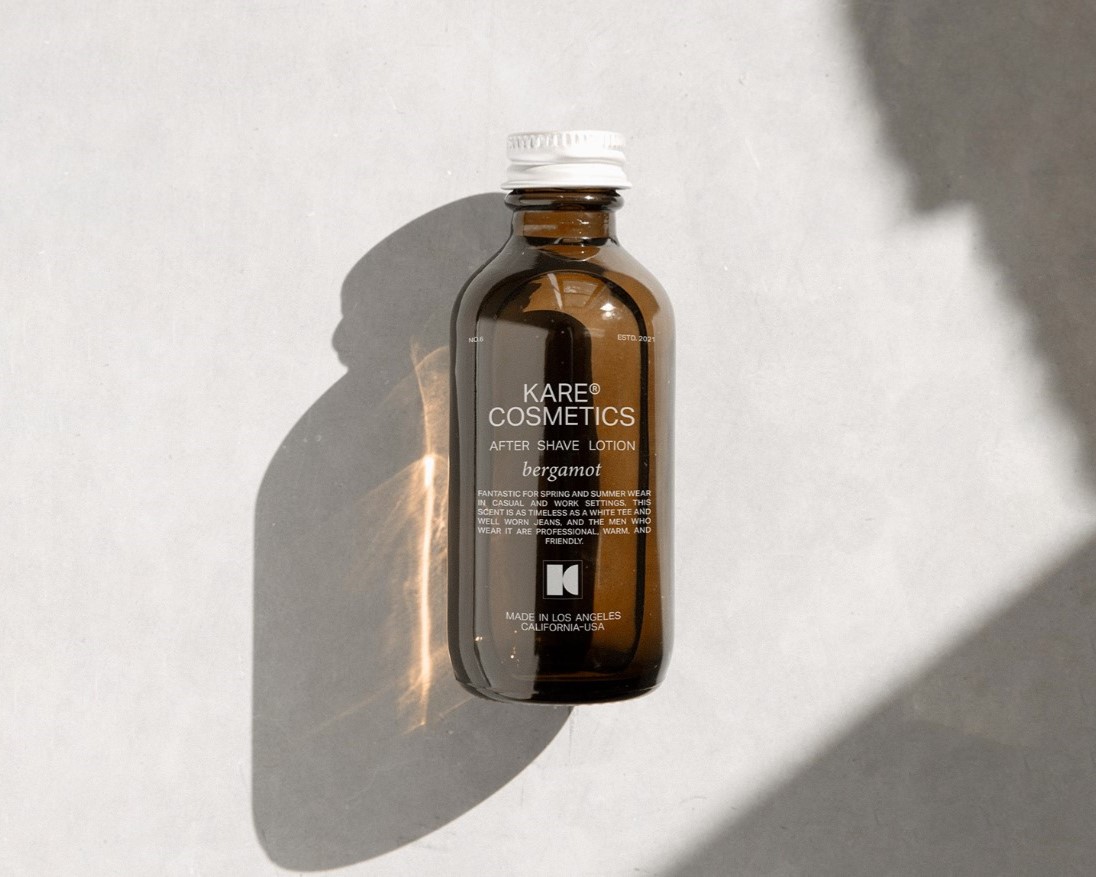 NO.6 ESTD. 2021
KARE®
COSMETICS
AFTER SHAVE LOTION
bergamot
FANTASTIC FOR SPRING AND SUMMER WEAR
IN CASUAL AND WORK SETTINGS, THIS
SCENT IS AS TIMELESS AS A WHITE TEE AND
WELL WORN JEANS, AND THE MEN WHO
WEAR IT ARE PROFESSIONAL, WARM, AND
FRIENDLY.
MADE IN LOS ANGELES
CALIFORNIA-USA